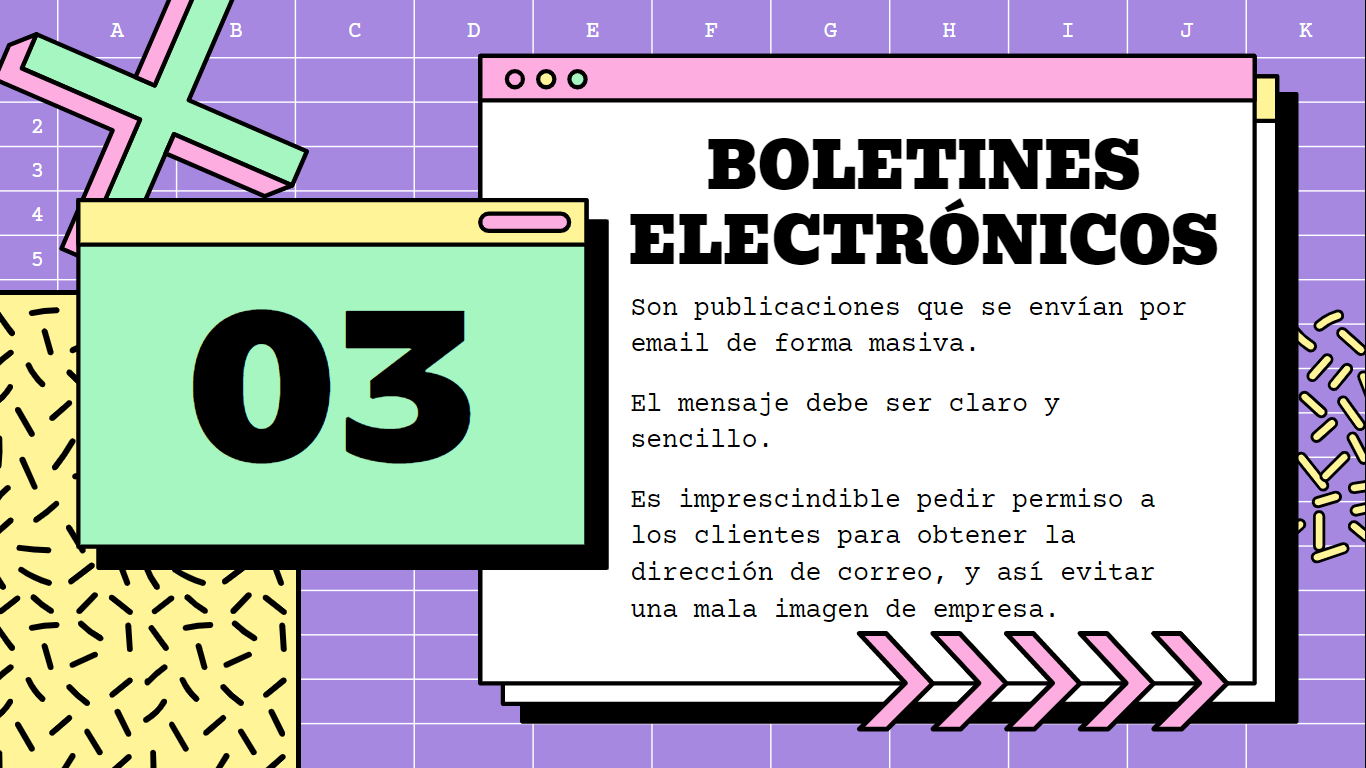 A B C D E F G H I J K
2
3
4
5
03
BOLETINES
ELECTRÓNICOS
Son publicaciones que se envían por
email de forma masiva.
El mensaje debe ser claro y
sencillo.
Es imprescindible pedir permiso a
los clientes para obtener la
dirección de correo, y así evitar
una mala imagen de empresa.